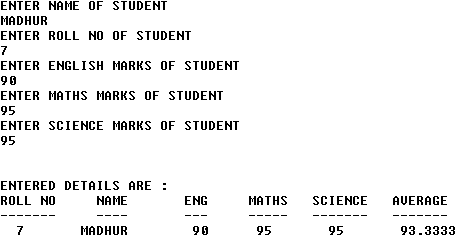 ENTER NAME OF STUDENT
MADHUR
ENTER ROLL NO OF STUDENT
7
ENTER ENGLISH MARKS OF STUDENT
90
ENTER MATHS MARKS OF STUDENT
95
ENTER SCIENCE MARKS OF STUDENT
95
ENTERED DETAILS ARE :
ROLL NO NAME ENG MATHS SCIENCE AVERAGE
------- ---- --- ----- ------- -------
7 MADHUR 90 95 95 93.3333